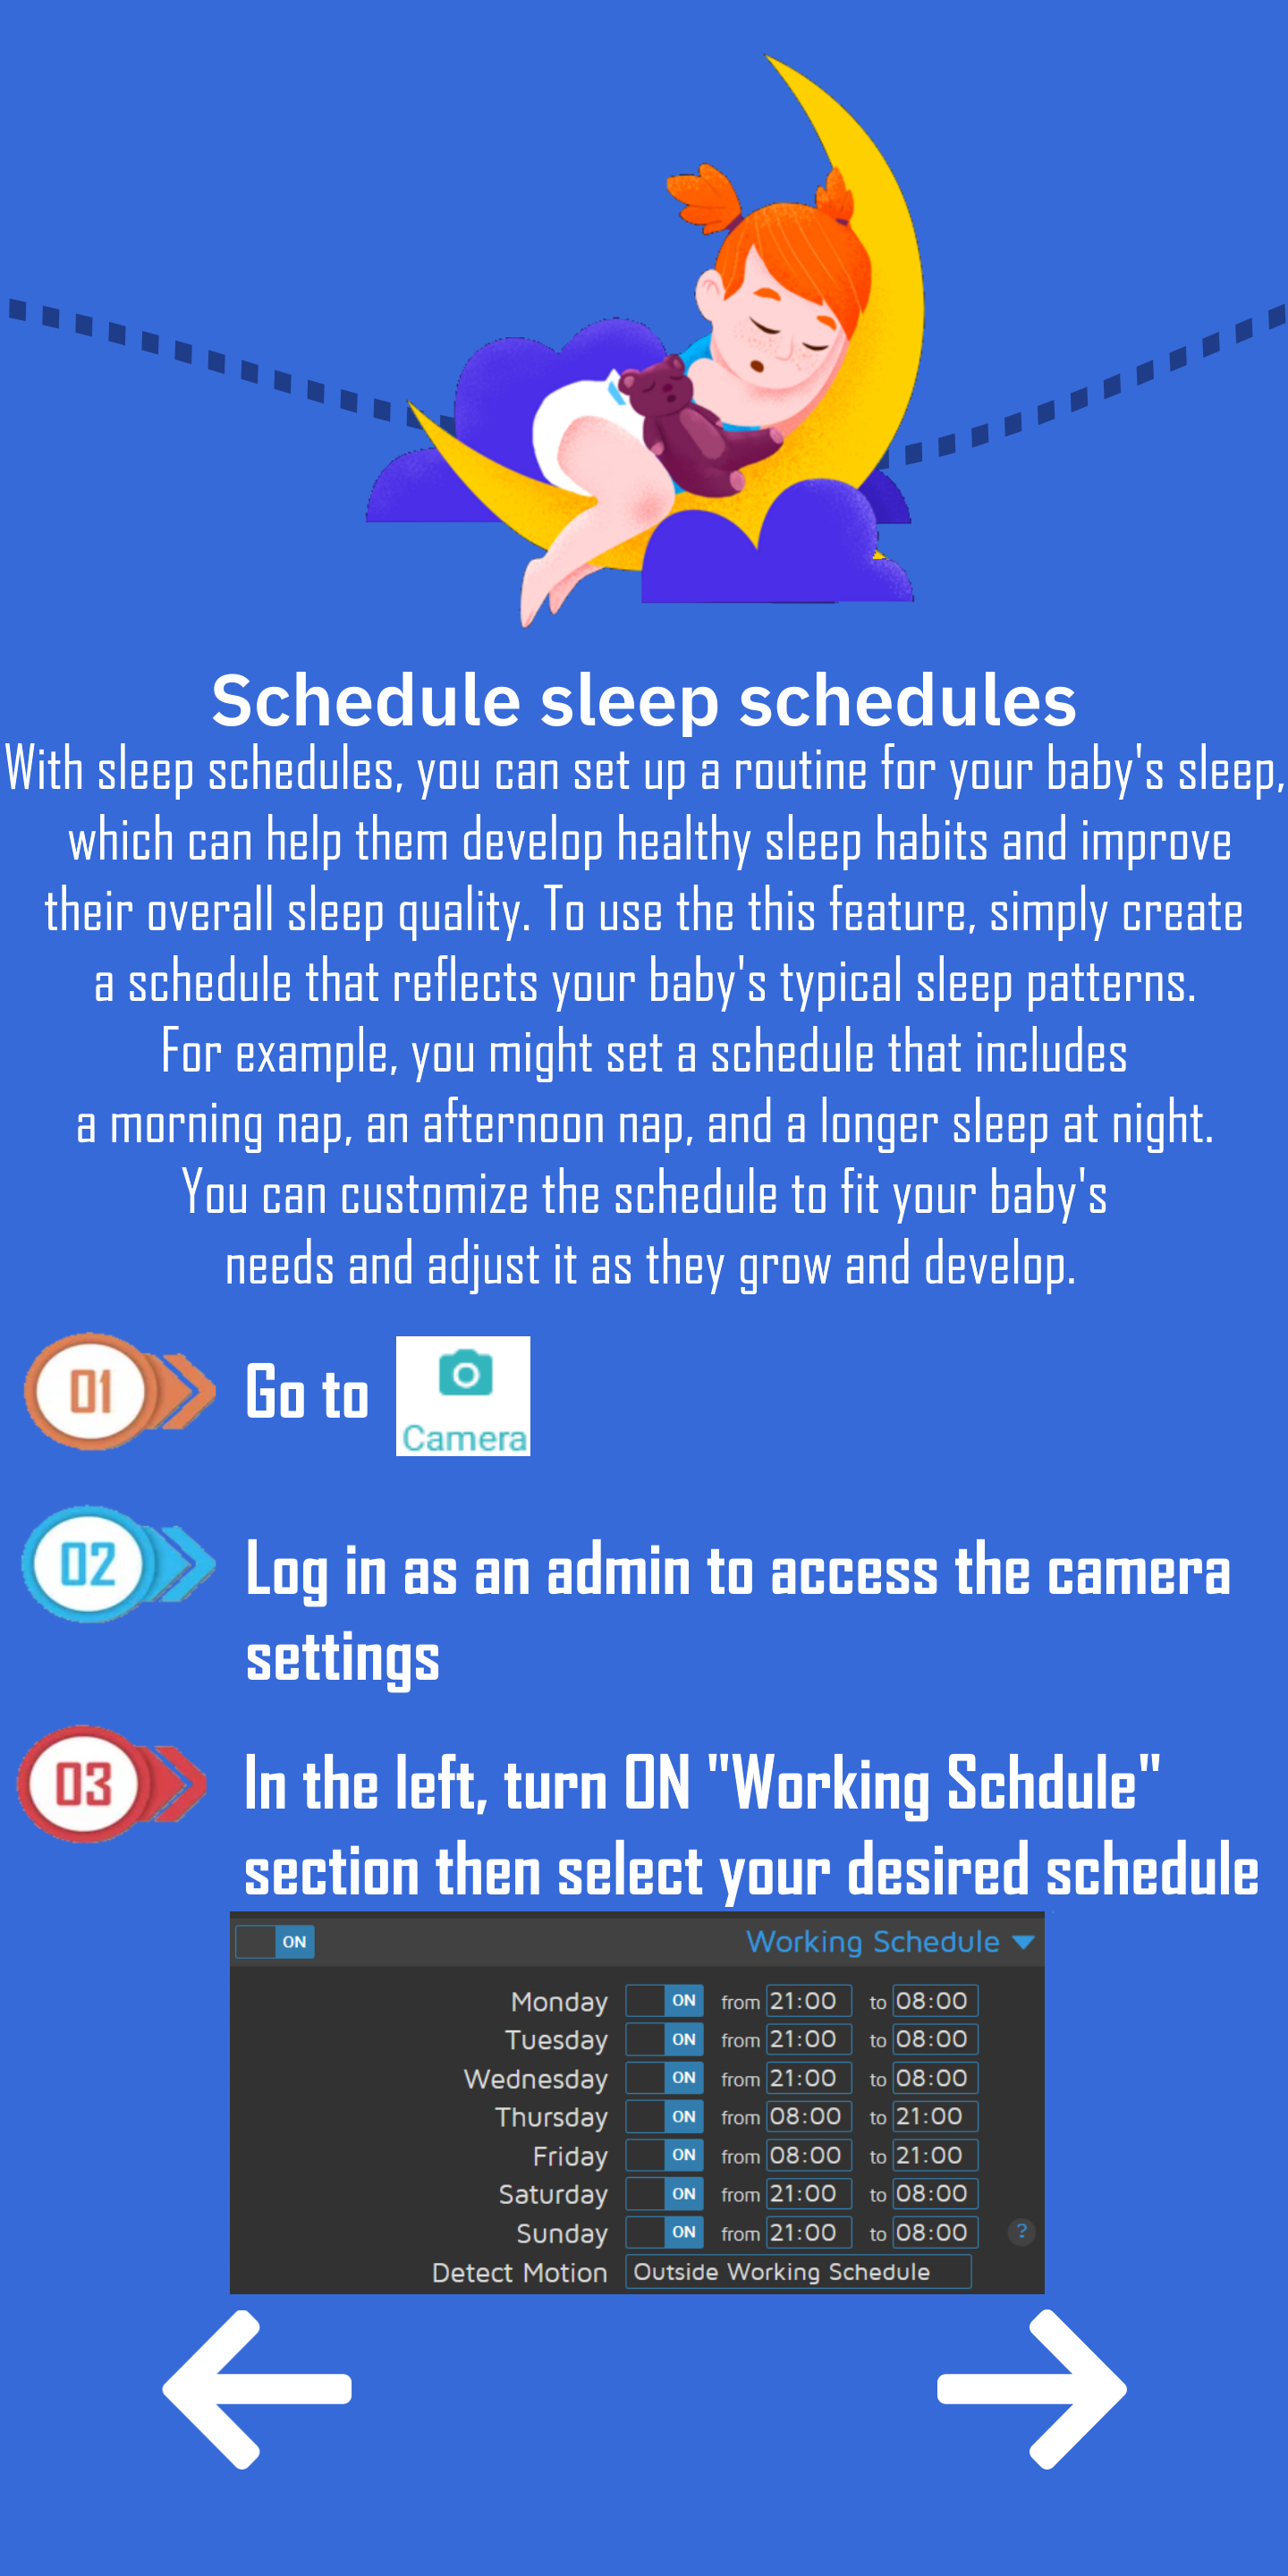 Schedule sleep schedules
With sleep schedules, you can set up a routine for your baby's sleep,
which can help them develop healthy sleep habits and improve
their overall sleep quality. To use the this feature, simply create
a schedule that reflects your baby's typical sleep patterns.
For example, you might set a schedule that includes
a morning nap, an afternoon nap, and a longer sleep at night.
You can customize the schedule to fit your baby's
needs and adjust it as they grow and develop.
01 Go to
Camera
02 Log in as an admin to access the camera
settings
03 In the left, turn ON "Working Schdule"
section then select your desired schedule
ON Working Schedule
Monday ON from 21:00 to 08:00
Tuesday ON from 21:00 to 08:00
Wednesday ON from 21:00 to 08:00
Thursday ON from 08:00 to 21:00
Friday ON from 08:00 to 21:00
Saturday ON from 21:00 to 08:00
Sunday ON from 21:00 to 08:00 ?
Detect Motion Outside Working Schedule